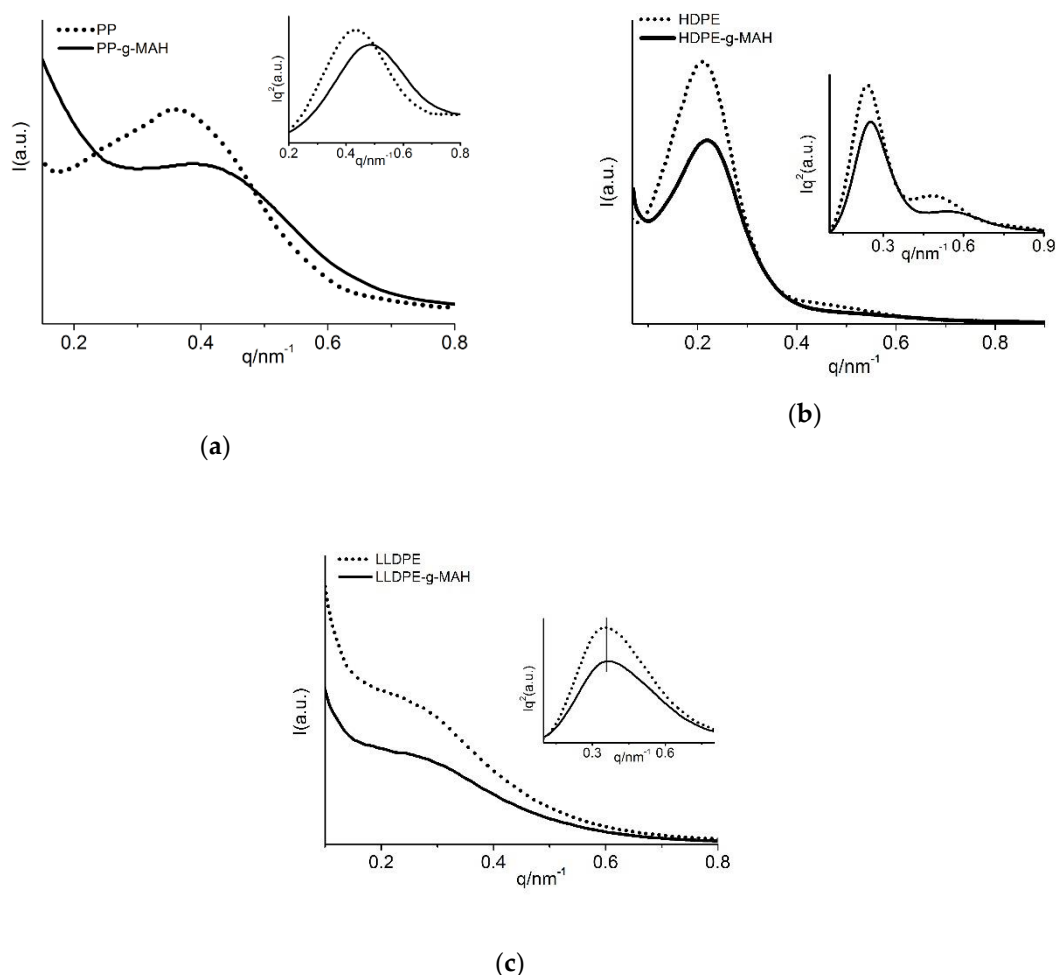 PP
PP-g-MAH
I(a.u.)
0.2 0.4 0.6 0.8
q/nm⁻¹
Iq²(a.u.)
0.2 0.4 0.6 0.8
q/nm⁻¹
(a)
HDPE
HDPE-g-MAH
I(a.u.)
0.2 0.4 0.6 0.8
q/nm⁻¹
Iq²(a.u.)
0.3 0.6 0.9
q/nm⁻¹
(b)
LLDPE
LLDPE-g-MAH
I(a.u.)
0.2 0.4 0.6 0.8
q/nm⁻¹
Iq²(a.u.)
0.3 0.6
q/nm⁻¹
(c)